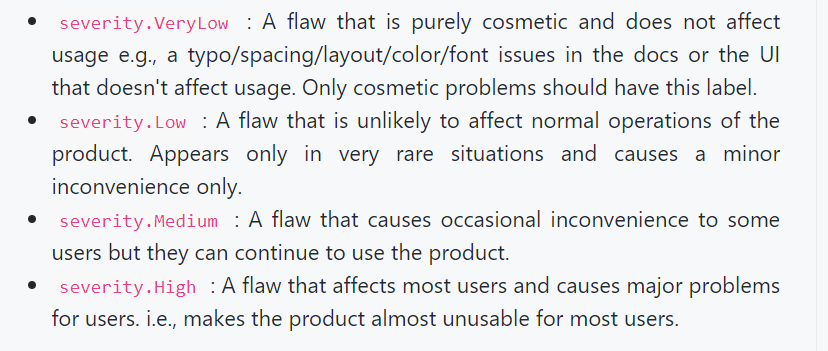 severity.VeryLow : A flaw that is purely cosmetic and does not affect
usage e.g., a typo/spacing/layout/color/font issues in the docs or the UI
that doesn't affect usage. Only cosmetic problems should have this label.
severity.Low : A flaw that is unlikely to affect normal operations of the
product. Appears only in very rare situations and causes a minor
inconvenience only.
severity.Medium : A flaw that causes occasional inconvenience to some
users but they can continue to use the product.
severity.High : A flaw that affects most users and causes major problems
for users. i.e., makes the product almost unusable for most users.